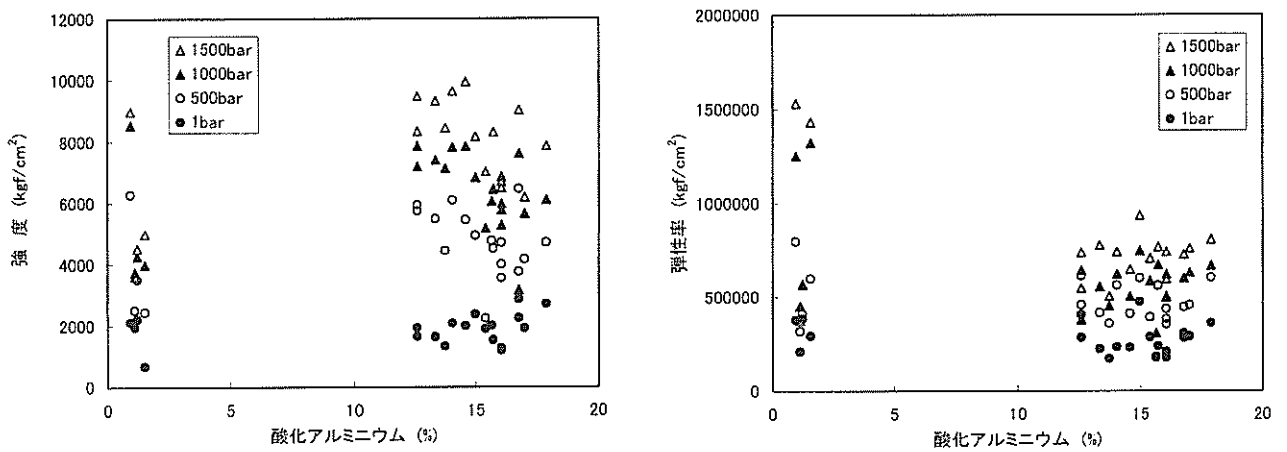 12000
10000
8000
6000
4000
2000
0
強 度 (kgf/cm²)
△ 1500bar
▲ 1000bar
○ 500bar
● 1bar
0 5 10 15 20
酸化アルミニウム (%)
2000000
1500000
1000000
500000
0
弾性率 (kgf/cm²)
△ 1500bar
▲ 1000bar
○ 500bar
● 1bar
0 5 10 15 20
酸化アルミニウム (%)